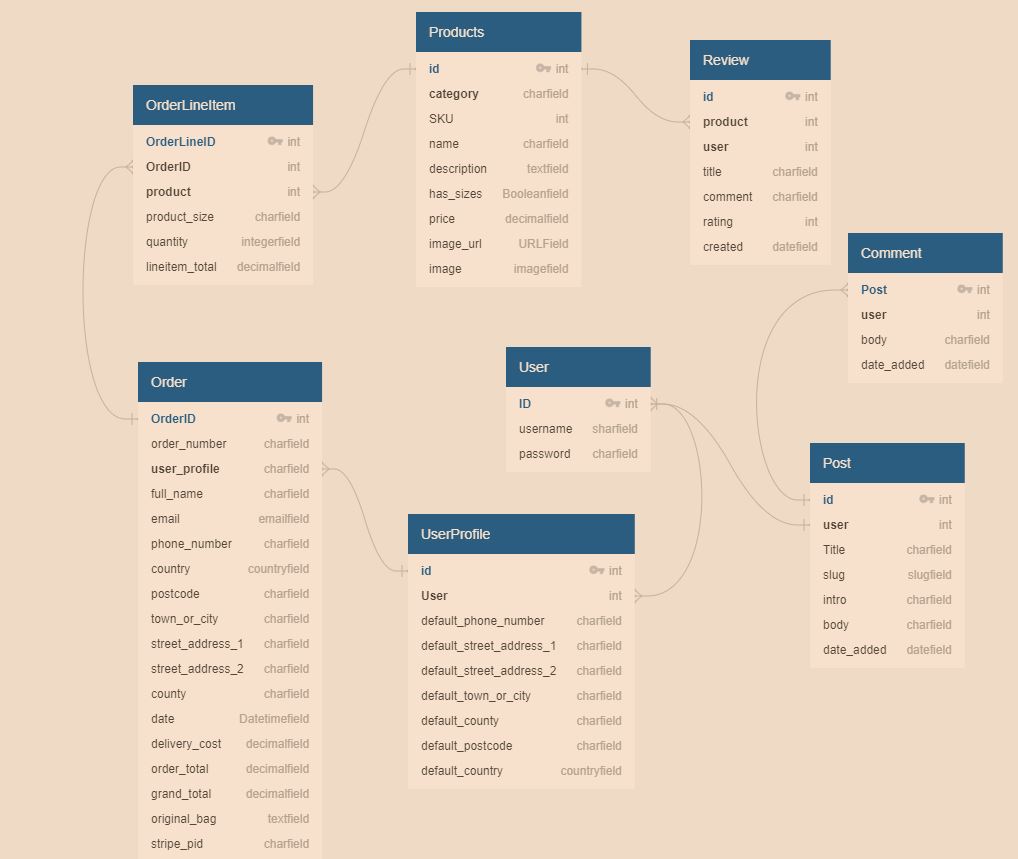 Products
id int
category charfield
SKU int
name charfield
description textfield
has_sizes Booleanfield
price decimalfield
image_url URLField
image imagefield
Review
id int
product int
user int
title charfield
comment charfield
rating int
created datefield
OrderLineItem
OrderLineID int
OrderID int
product int
product_size charfield
quantity integerfield
lineitem_total decimalfield
Comment
Post int
user int
body charfield
date_added datefield
User
ID int
username sharfield
password charfield
Order
OrderID int
order_number charfield
user_profile charfield
full_name charfield
email emailfield
phone_number charfield
country countryfield
postcode charfield
town_or_city charfield
street_address_1 charfield
street_address_2 charfield
county charfield
date Datetimefield
delivery_cost decimalfield
order_total decimalfield
grand_total decimalfield
original_bag textfield
stripe_pid charfield
UserProfile
id int
User int
default_phone_number charfield
default_street_address_1 charfield
default_street_address_2 charfield
default_town_or_city charfield
default_county charfield
default_postcode charfield
default_country countryfield
Post
id int
user int
Title charfield
slug slugfield
intro charfield
body charfield
date_added datefield